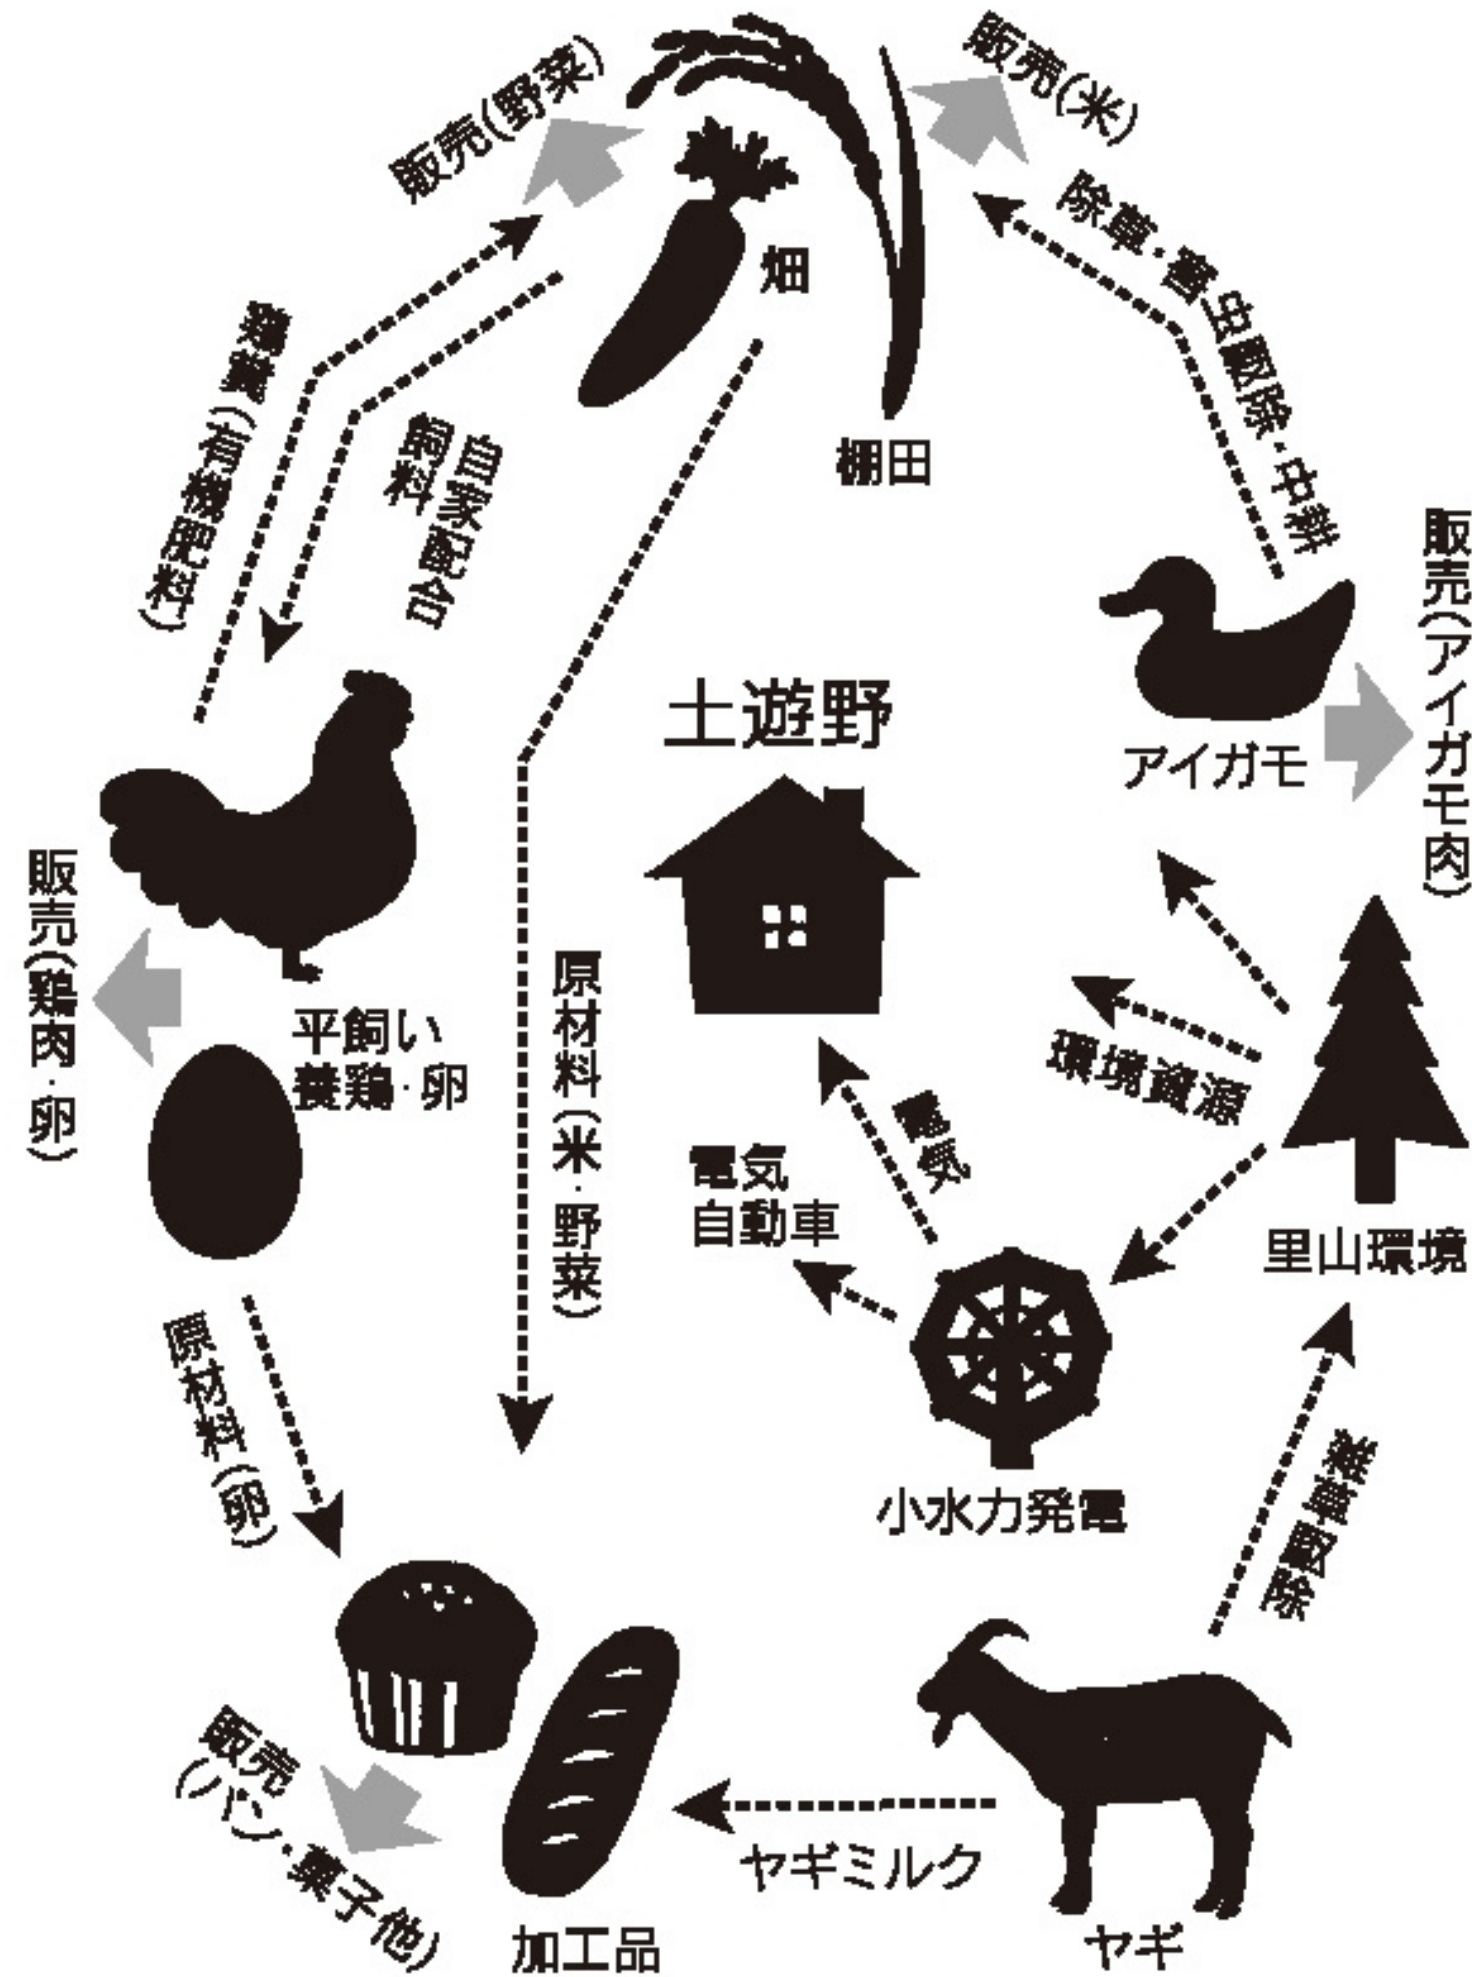 販売(野菜)
販売(米)
除草・害虫駆除・中耕
畑
棚田
鶏糞(有機肥料)
自家配合
飼料
販売(アイガモ肉)
アイガモ
土遊野
販売(鶏肉・卵)
平飼い
養鶏・卵
原材料(米・野菜)
環境資源
電気
電気
自動車
里山環境
原材料(卵)
小水力発電
除草
販売
(パン・菓子他)
ヤギミルク
加工品
ヤギ